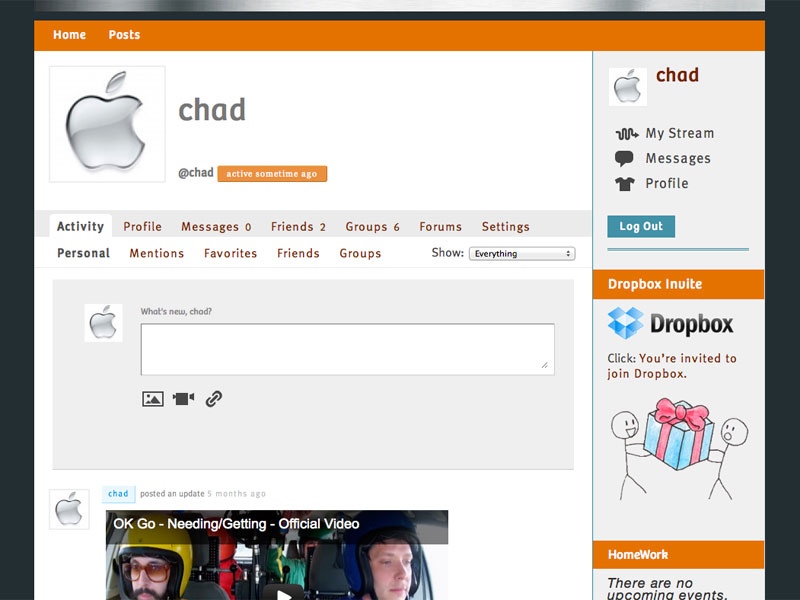 Home Posts
chad
@chad active sometime ago
Activity Profile Messages 0 Friends 2 Groups 6 Forums Settings
Personal Mentions Favorites Friends Groups Show: Everything
What's new, chad?
chad posted an update 5 months ago
OK Go - Needing/Getting - Official Video
chad
My Stream
Messages
Profile
Log Out
Dropbox Invite
Dropbox
Click: You're invited to
join Dropbox.
HomeWork
There are no
upcoming events.